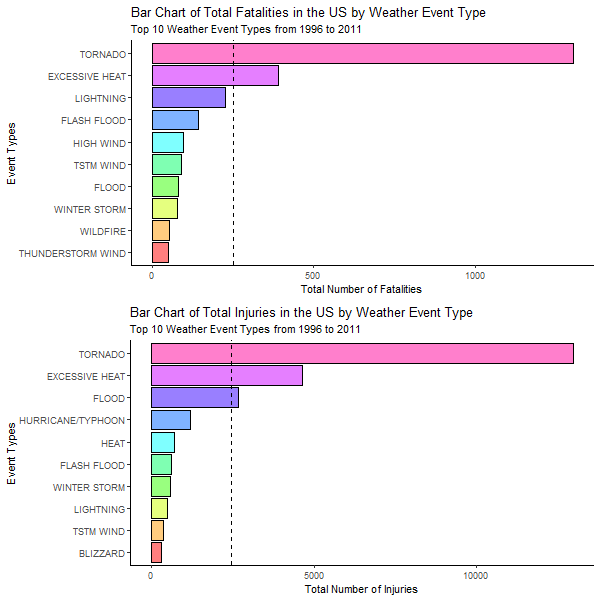 Bar Chart of Total Fatalities in the US by Weather Event Type
Top 10 Weather Event Types from 1996 to 2011
Event Types
TORNADO
EXCESSIVE HEAT
LIGHTNING
FLASH FLOOD
HIGH WIND
TSTM WIND
FLOOD
WINTER STORM
WILDFIRE
THUNDERSTORM WIND
0 500 1000
Total Number of Fatalities
Bar Chart of Total Injuries in the US by Weather Event Type
Top 10 Weather Event Types from 1996 to 2011
Event Types
TORNADO
EXCESSIVE HEAT
FLOOD
HURRICANE/TYPHOON
HEAT
FLASH FLOOD
WINTER STORM
LIGHTNING
TSTM WIND
BLIZZARD
0 5000 10000
Total Number of Injuries